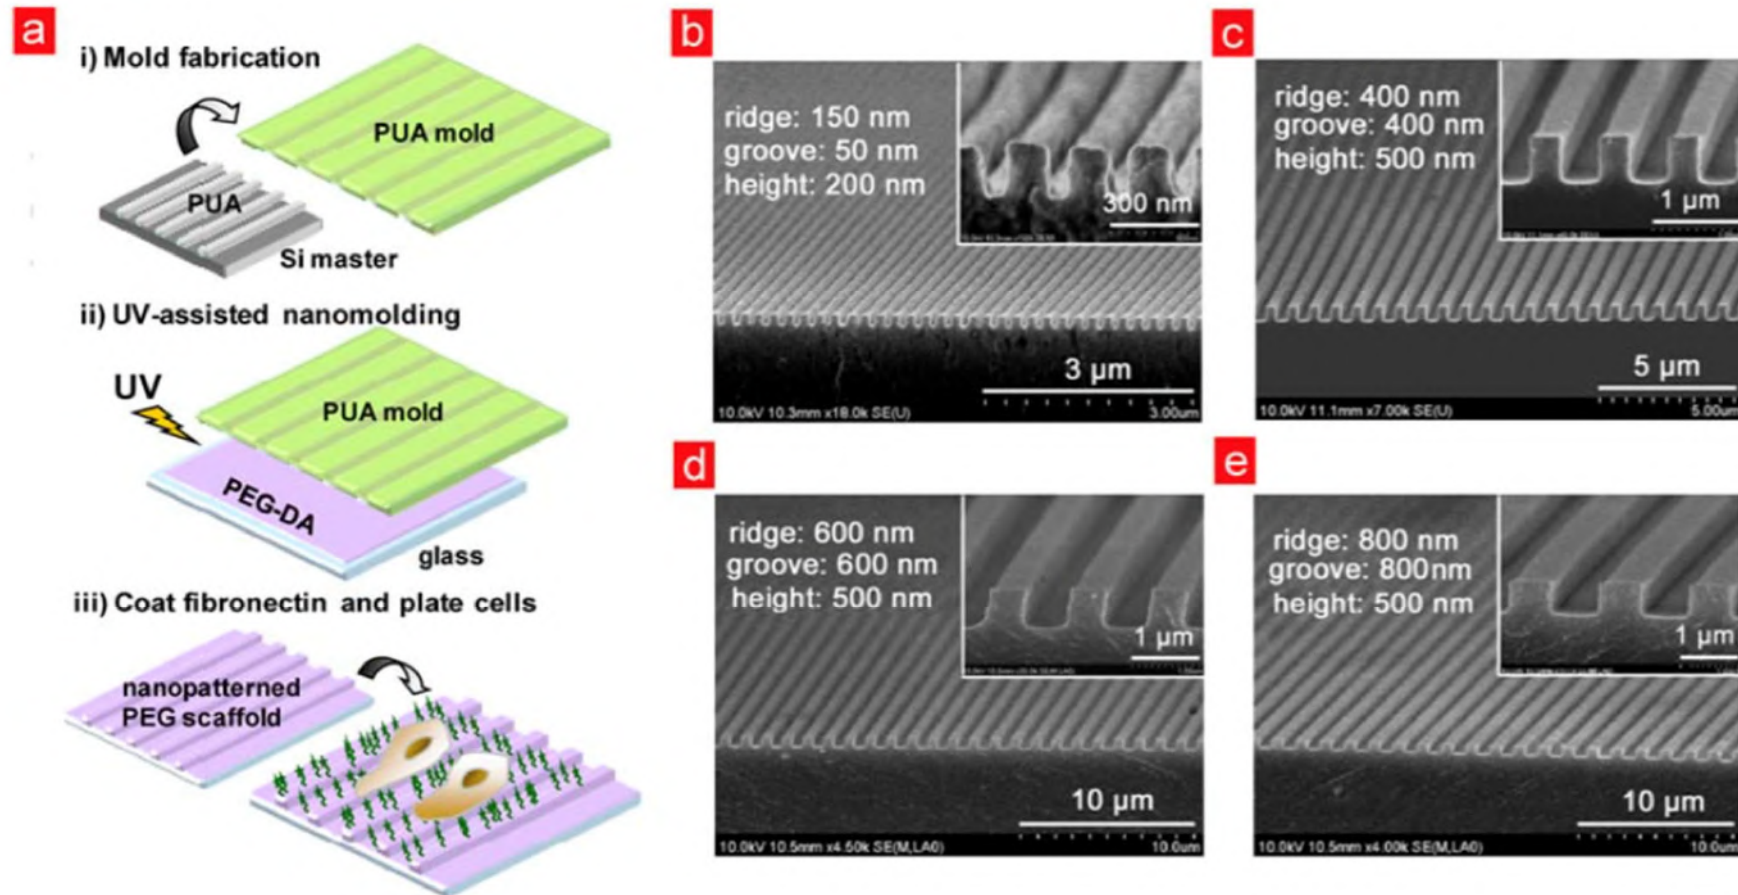 a
i) Mold fabrication
PUA mold
PUA
Si master
ii) UV-assisted nanomolding
UV
PUA mold
PEG-DA
glass
iii) Coat fibronectin and plate cells
nanopatterned
PEG scaffold
b
ridge: 150 nm
groove: 50 nm
height: 200 nm
300 nm
3 μm
10.0kV 10.3mm x18.0k SE(U)
3.00um
c
ridge: 400 nm
groove: 400 nm
height: 500 nm
1 μm
5 μm
10.0kV 11.1mm x7.00k SE(U)
5.00um
d
ridge: 600 nm
groove: 600 nm
height: 500 nm
1 μm
10 μm
10.0kV 10.5mm x4.50k SE(M,LA0)
10.0um
e
ridge: 800 nm
groove: 800nm
height: 500 nm
1 μm
10 μm
10.0kV 10.5mm x4.00k SE(M,LA0)
10.0um